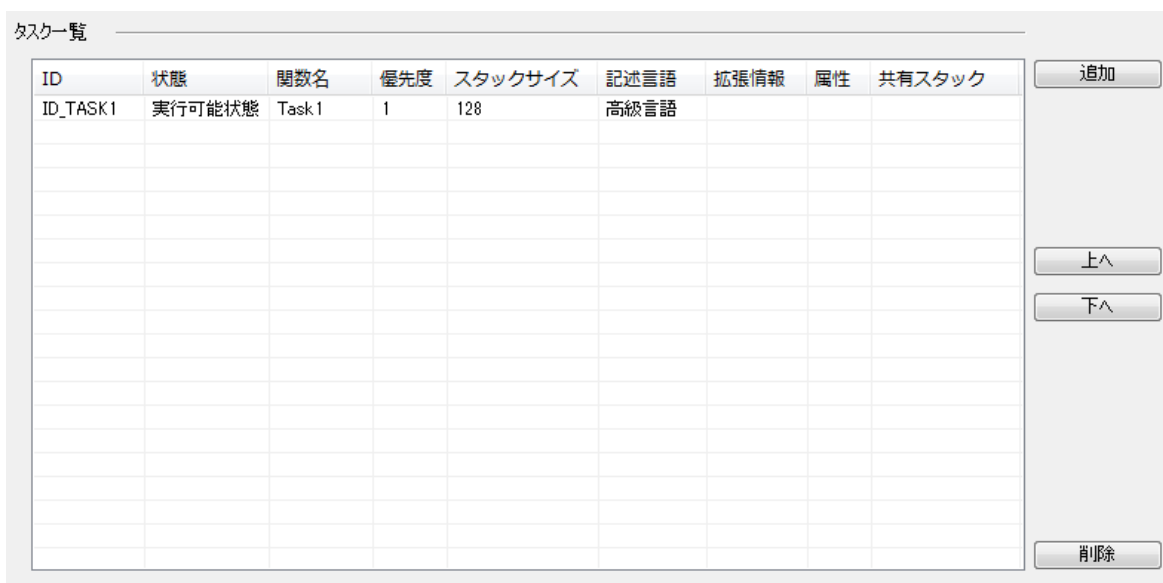 タスク一覧
ID 状態 関数名 優先度 スタックサイズ 記述言語 拡張情報 属性 共有スタック
ID_TASK1 実行可能状態 Task1 1 128 高級言語
追加
上へ
下へ
削除